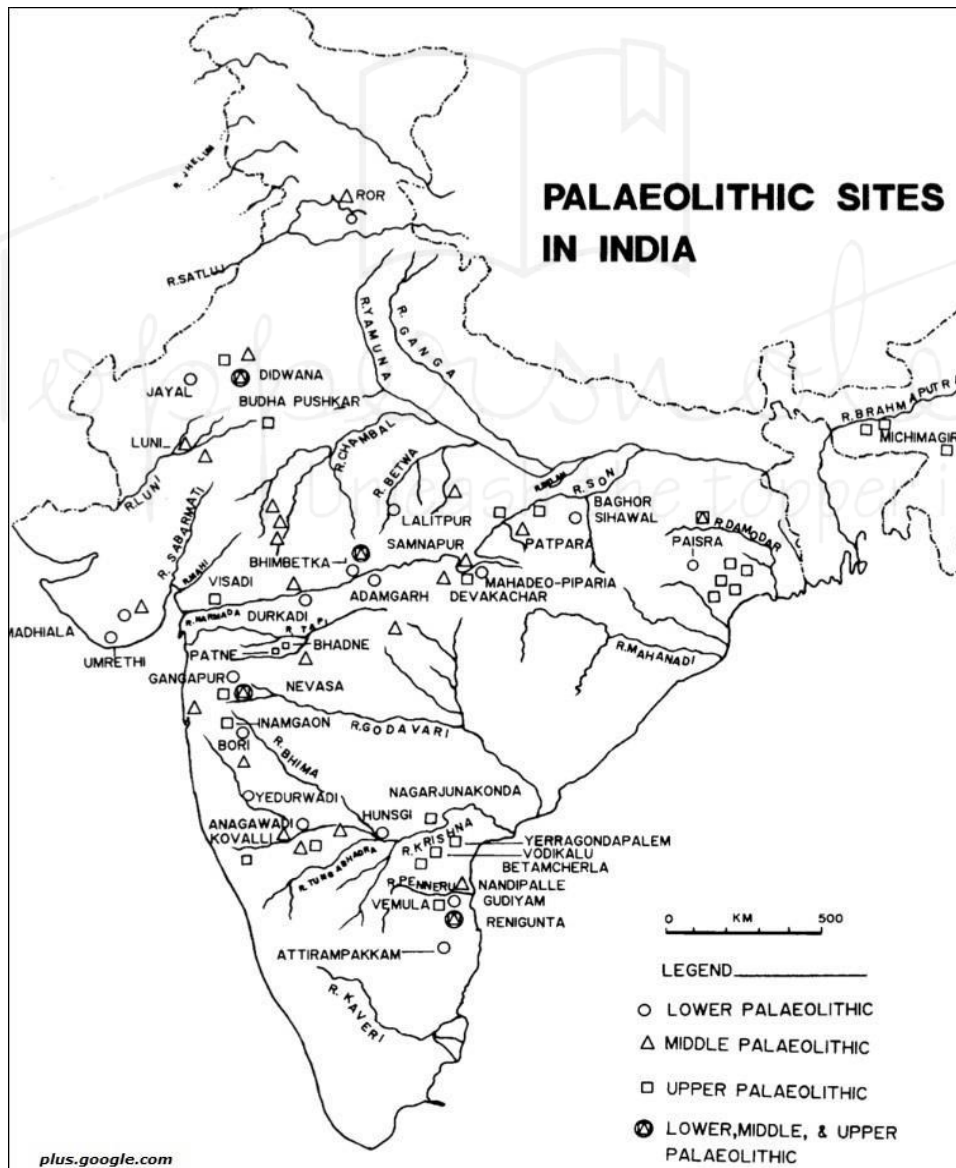 PALAEOLITHIC SITES
IN INDIA
R. JHELUM
ROR
R.SATLUJ
R.YAMUNA
R. GANGA
JAYAL
DIDWANA
BUDHA PUSHKAR
R.BRAHMAPUTR
MICHIMAGIR
LUNI
R.LUNI
R.CHAMBAL
R.BETWA
R. SON
BAGHOR
SIHAWAL
LALITPUR
R. SABARMATI
R.MAHI
SAMNAPUR
PATPARA
R.DAMODAR
PAISRA
BHIMBETKA
VISADI
ADAMGARH
MAHADEO-PIPARIA
DEVAKACHAR
R.NARMADA
DURKADI
R. TAPI
MADHIALA
UMRETHI
PATNE
BHADNE
R.MAHANADI
GANGAPUR
NEVASA
INAMGAON
R.GODAVARI
BORI
R.BHIMA
YEDURWADI
NAGARJUNAKONDA
ANAGAWADI
HUNSGI
KOVALLI
R.KRISHNA
YERRAGONDAPALEM
VODIKALU
BETAMCHERLA
R.TUNGABHADRA
R.PENNERU
NANDIPALLE
VEMULA
GUDIYAM
RENIGUNTA
ATTIRAMPAKKAM
R. KAVERI
0 KM 500
LEGEND
LOWER PALAEOLITHIC
MIDDLE PALAEOLITHIC
UPPER PALAEOLITHIC
LOWER,MIDDLE, & UPPER
PALAEOLITHIC
plus.google.com